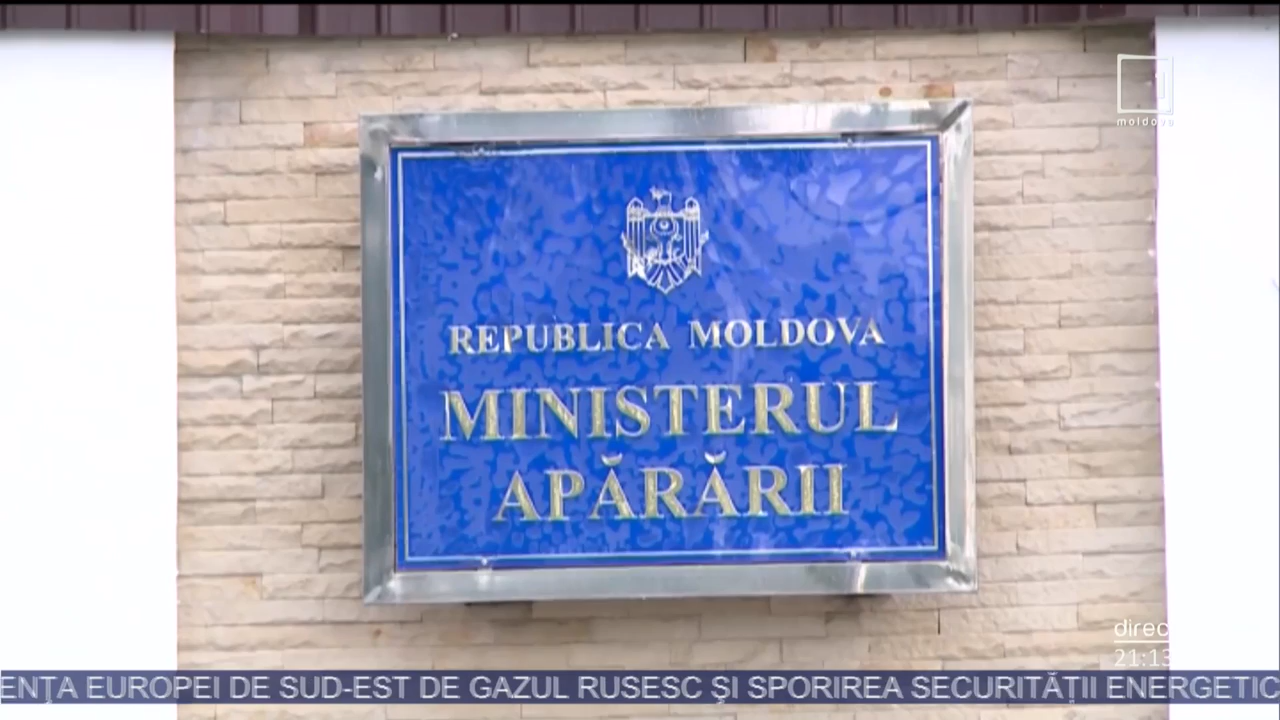 moldova
REPUBLICA MOLDOVA
MINISTERUL
APĂRĂRII
direc
21:13
ENŢA EUROPEI DE SUD-EST DE GAZUL RUSESC ŞI SPORIREA SECURITĂŢII ENERGETIC